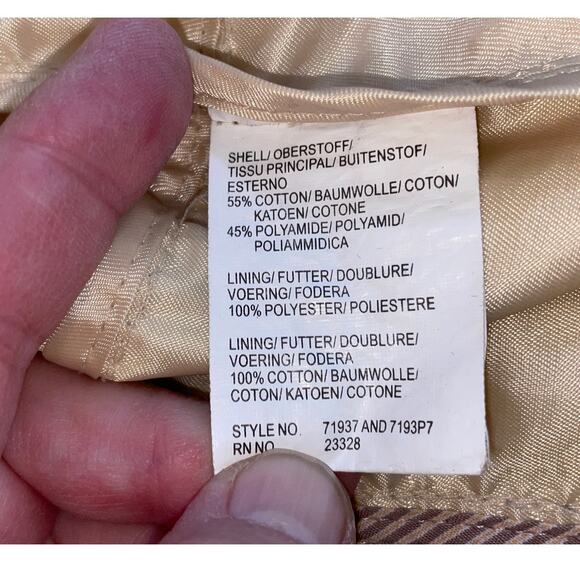 SHELL/ OBERSTOFF/
TISSU PRINCIPAL/ BUITENSTOF/
ESTERNO
55% COTTON/ BAUMWOLLE/ COTON/
KATOEN/ COTONE
45% POLYAMIDE/ POLYAMID/
POLIAMMIDICA
LINING/ FUTTER/ DOUBLURE/
VOERING/ FODERA
100% POLYESTER/ POLIESTERE
LINING/ FUTTER/ DOUBLURE/
VOERING/ FODERA
100% COTTON/ BAUMWOLLE/
COTON/ KATOEN/ COTONE
STYLE NO. 71937 AND 7193P7
RN NO. 23328